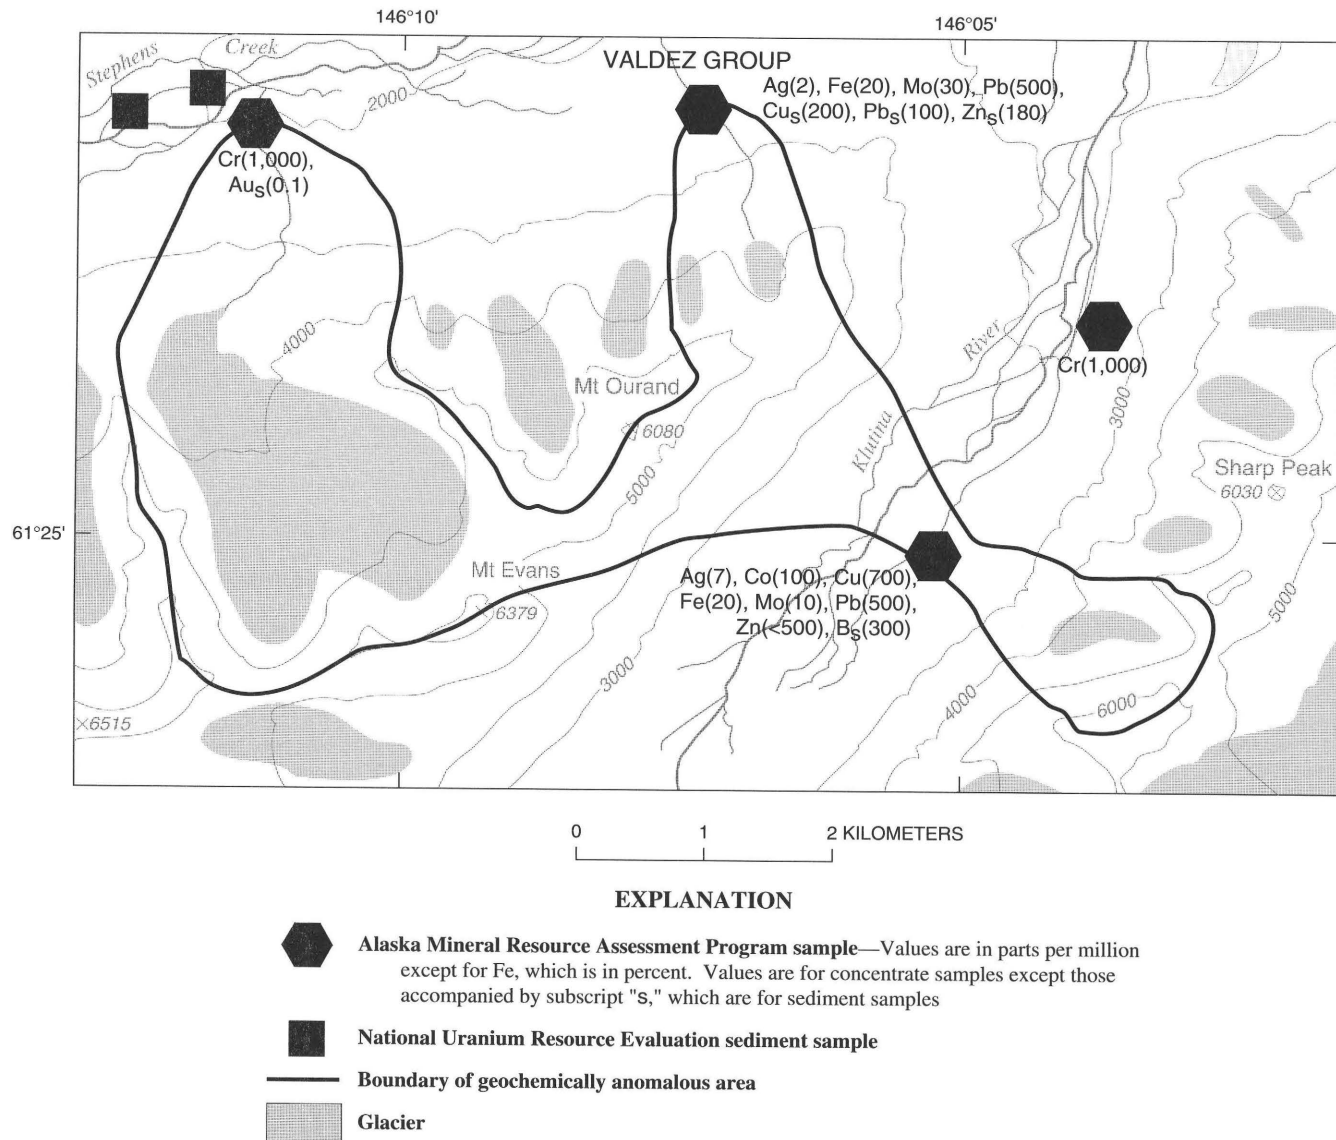 146°10'
146°05'
Stephens Creek
VALDEZ GROUP
2000
Ag(2), Fe(20), Mo(30), Pb(500),
Cus(200), Pbs(100), Zns(180)
Cr(1,000),
Aus(0.1)
4000
River
Cr(1,000)
Mt Ourand
6080
3000
Klutina
Sharp Peak
6030
5000
61°25'
Mt Evans
6379
Ag(7), Co(100), Cu(700),
Fe(20), Mo(10), Pb(500),
Zn(<500), Bs(300)
5000
3000
4000
6000
6515
0 1 2 KILOMETERS
EXPLANATION
Alaska Mineral Resource Assessment Program sample—Values are in parts per million
except for Fe, which is in percent. Values are for concentrate samples except those
accompanied by subscript "s," which are for sediment samples
National Uranium Resource Evaluation sediment sample
Boundary of geochemically anomalous area
Glacier